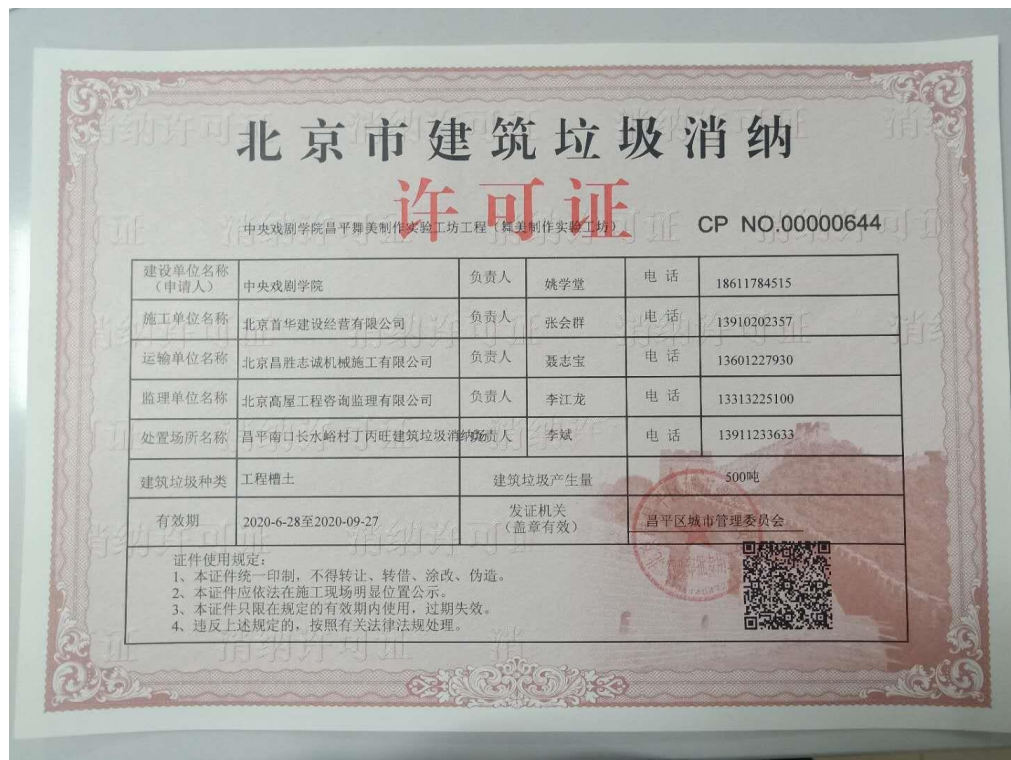 北京市建筑垃圾消纳
许可证
中央戏剧学院昌平舞美制作实验工坊工程（舞美制作实验工坊）
CP NO.00000644
建设单位名称（申请人） 中央戏剧学院 负责人 姚学堂 电话 18611784515
施工单位名称 北京首华建设经营有限公司 负责人 张会群 电话 13910202357
运输单位名称 北京昌胜志诚机械施工有限公司 负责人 聂志宝 电话 13601227930
监理单位名称 北京高屋工程咨询监理有限公司 负责人 李江龙 电话 13313225100
处置场所名称 昌平南口长水峪村丁丙旺建筑垃圾消纳场 负责人 李斌 电话 13911233633
建筑垃圾种类 工程槽土 建筑垃圾产生量 500吨
有效期 2020-6-28至2020-09-27 发证机关（盖章有效） 昌平区城市管理委员会
证件使用规定：
1、本证件统一印制，不得转让、转借、涂改、伪造。
2、本证件应依法在施工现场明显位置公示。
3、本证件只限在规定的有效期内使用，过期失效。
4、违反上述规定的，按照有关法律法规处理。